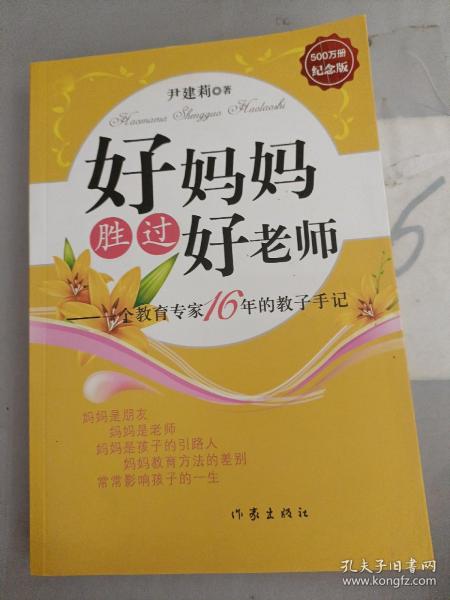 500万册
纪念版
尹建莉 著
Haomama Shengguo Haolaoshi
好妈妈
胜过
好老师
——一个教育专家16年的教子手记
妈妈是朋友
妈妈是老师
妈妈是孩子的引路人
妈妈教育方法的差别
常常影响孩子的一生
作家出版社
孔夫子旧书网
www.kongfz.com